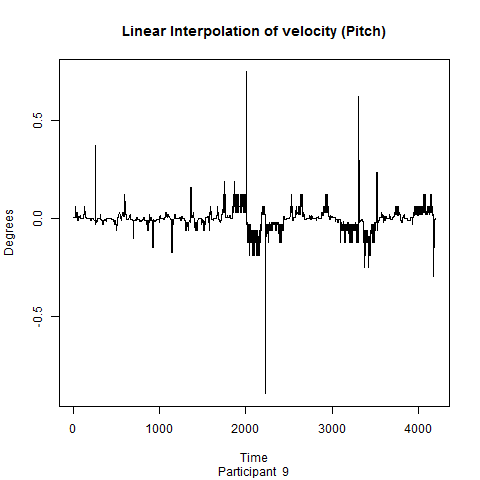 Linear Interpolation of velocity (Pitch)
0.5
0.0
-0.5
Degrees
0 1000 2000 3000 4000
Time
Participant 9